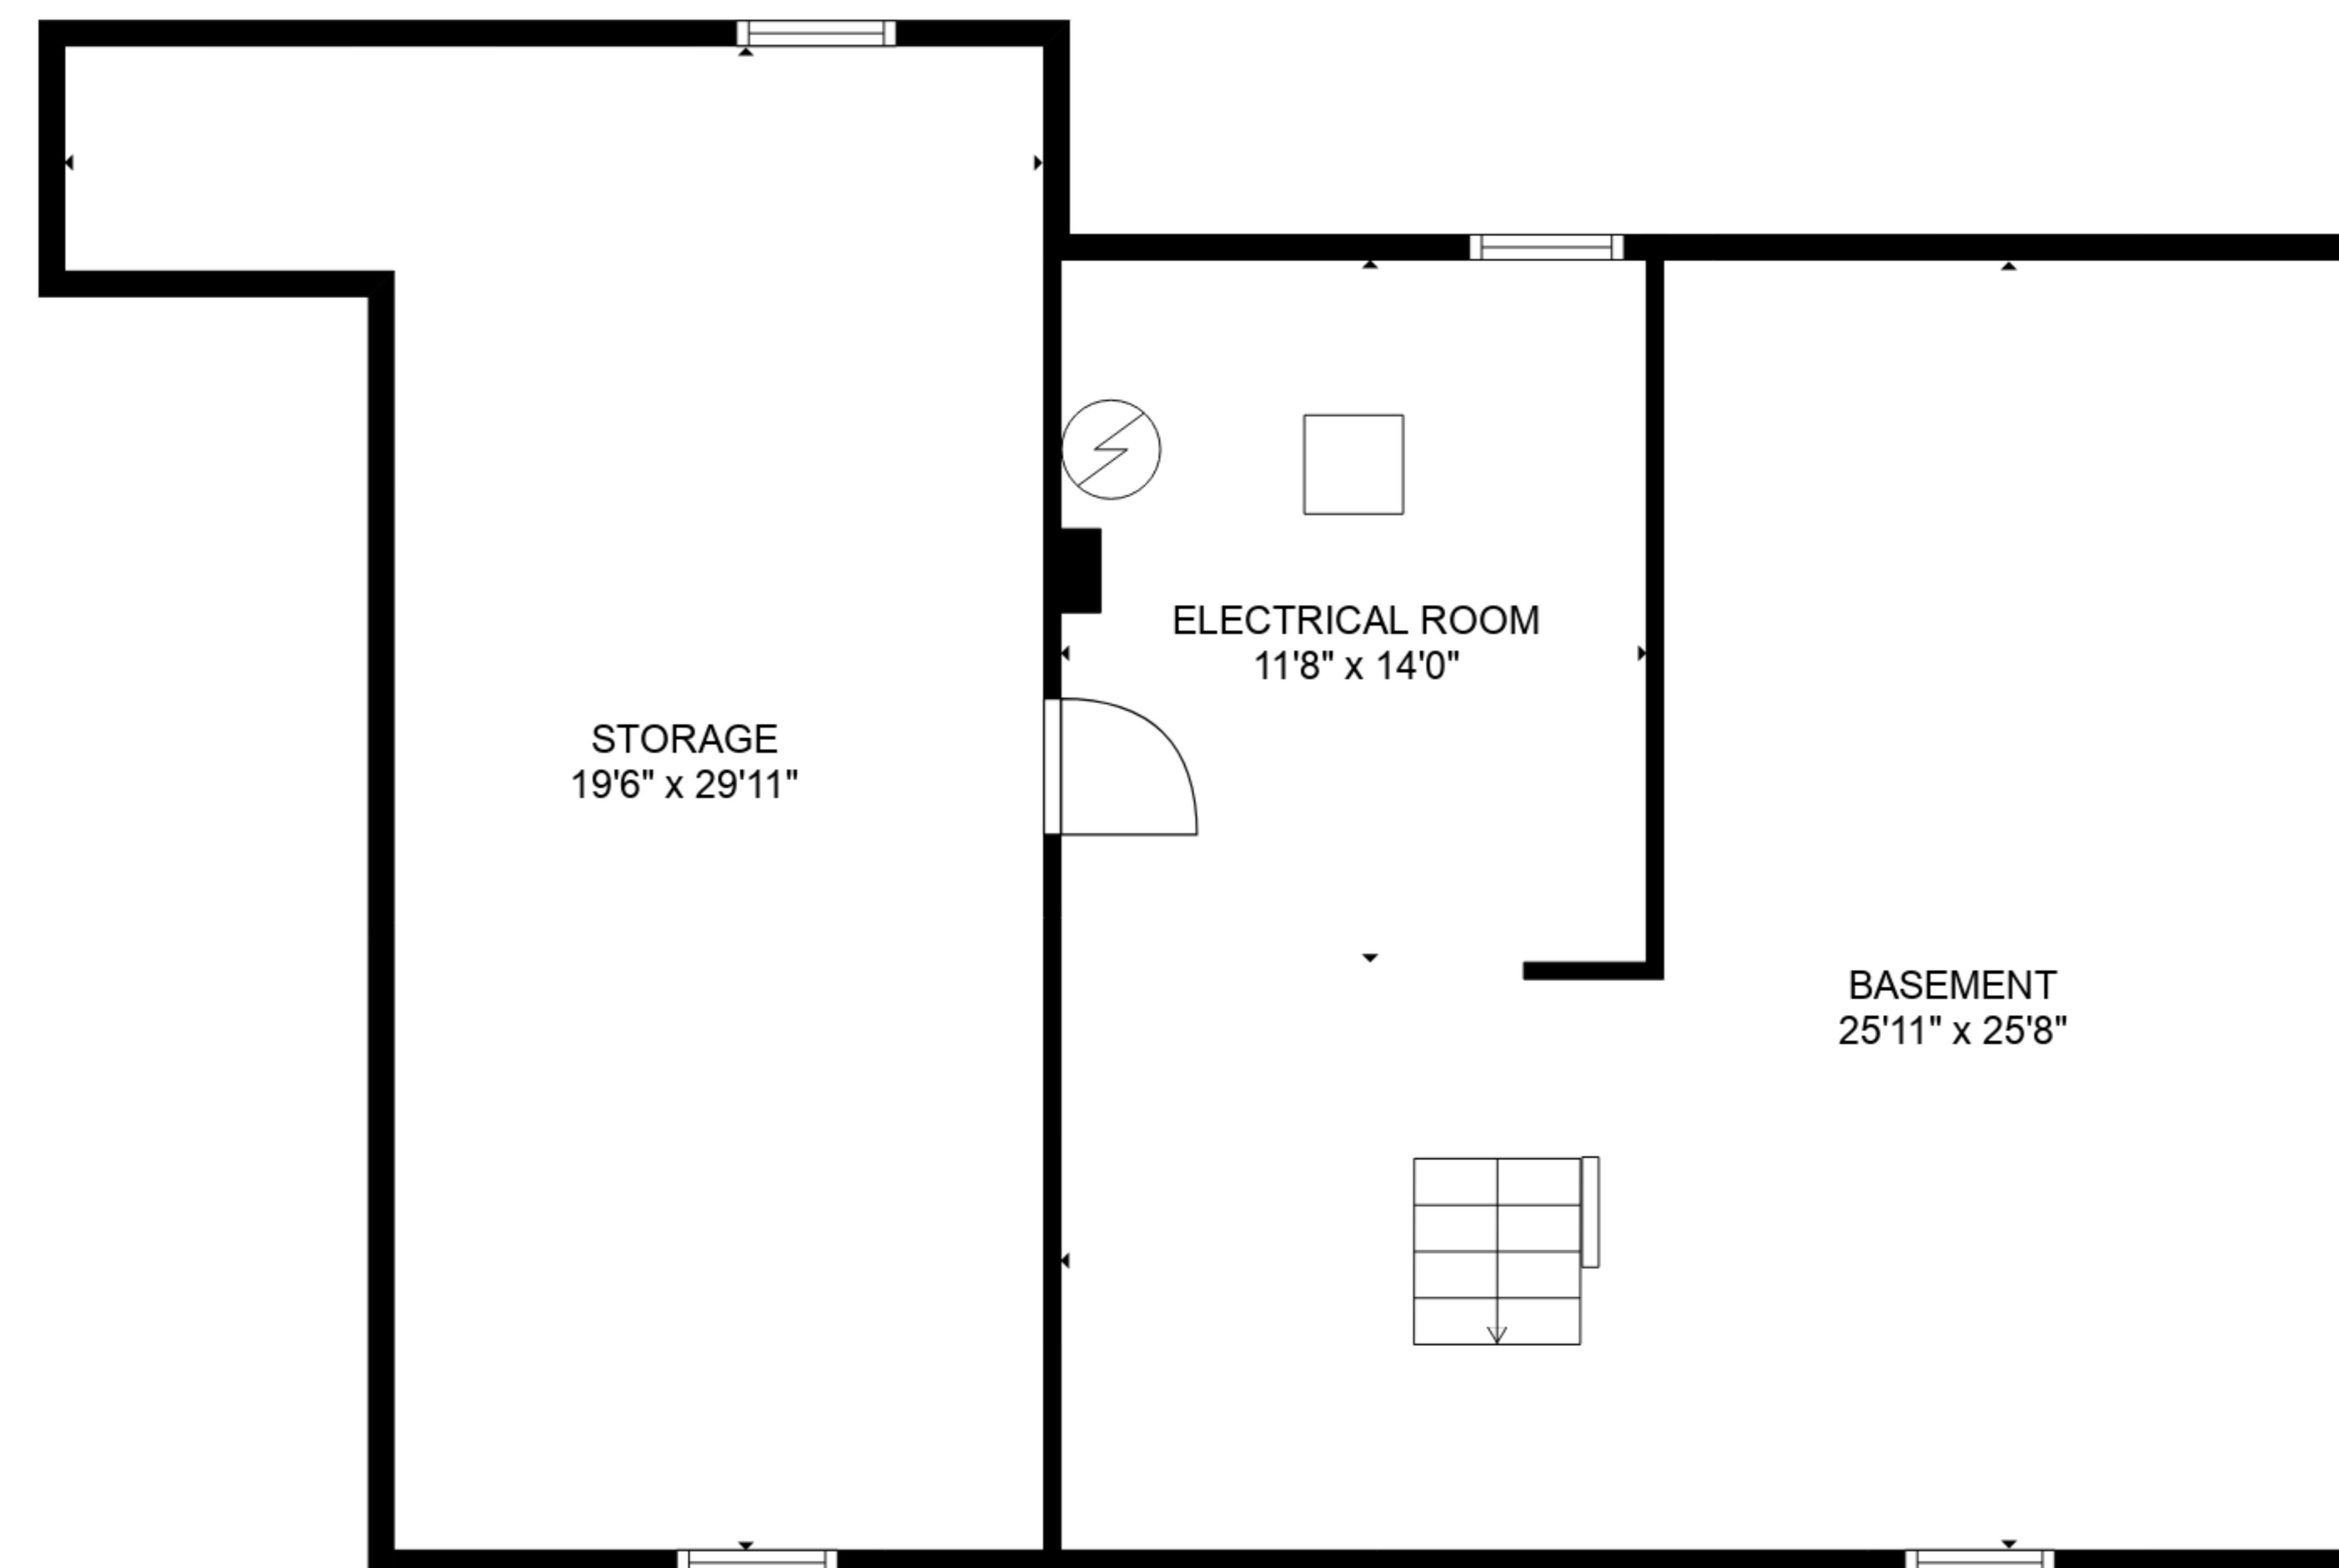 ELECTRICAL ROOM
11'8" x 14'0"
STORAGE
19'6" x 29'11"
BASEMENT
25'11" x 25'8"